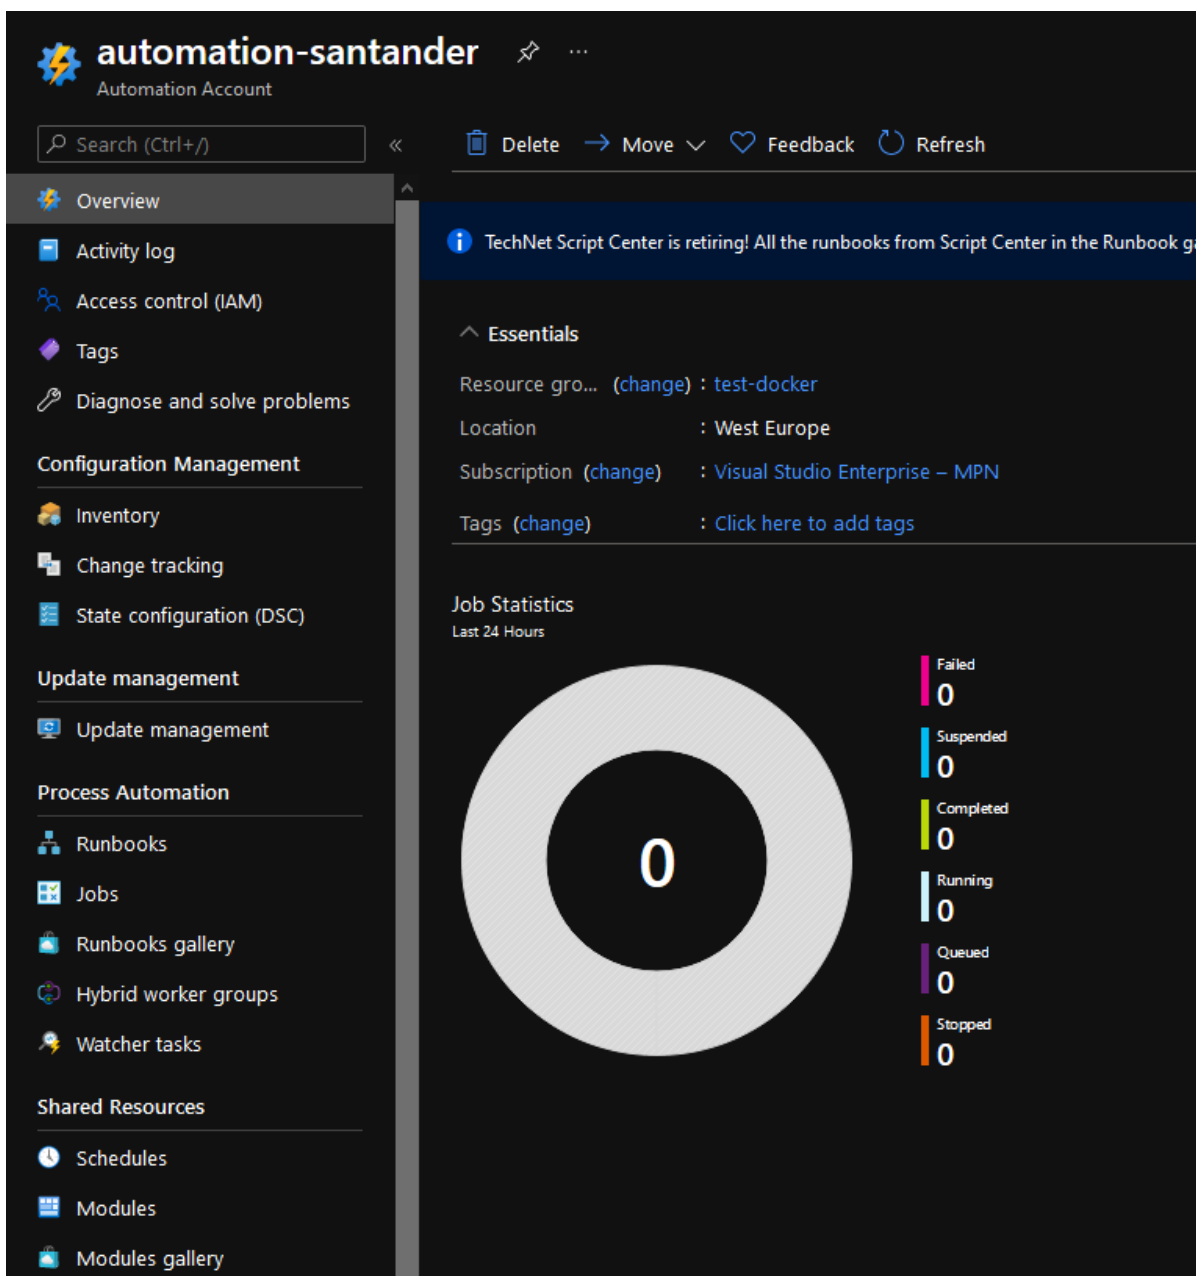 automation-santander
Automation Account
Search (Ctrl+/)
Delete Move Feedback Refresh
Overview
Activity log
Access control (IAM)
Tags
Diagnose and solve problems
Configuration Management
Inventory
Change tracking
State configuration (DSC)
Update management
Update management
Process Automation
Runbooks
Jobs
Runbooks gallery
Hybrid worker groups
Watcher tasks
Shared Resources
Schedules
Modules
Modules gallery
TechNet Script Center is retiring! All the runbooks from Script Center in the Runbook
Essentials
Resource gro... (change) : test-docker
Location : West Europe
Subscription (change) : Visual Studio Enterprise – MPN
Tags (change) : Click here to add tags
Job Statistics
Last 24 Hours
0
Failed
0
Suspended
0
Completed
0
Running
0
Queued
0
Stopped
0